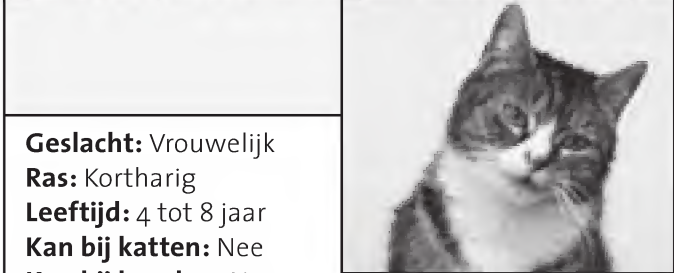 Geslacht: Vrouwelijk
Ras: Kortharig
Leeftijd: 4 tot 8 jaar
Kan bij katten: Nee